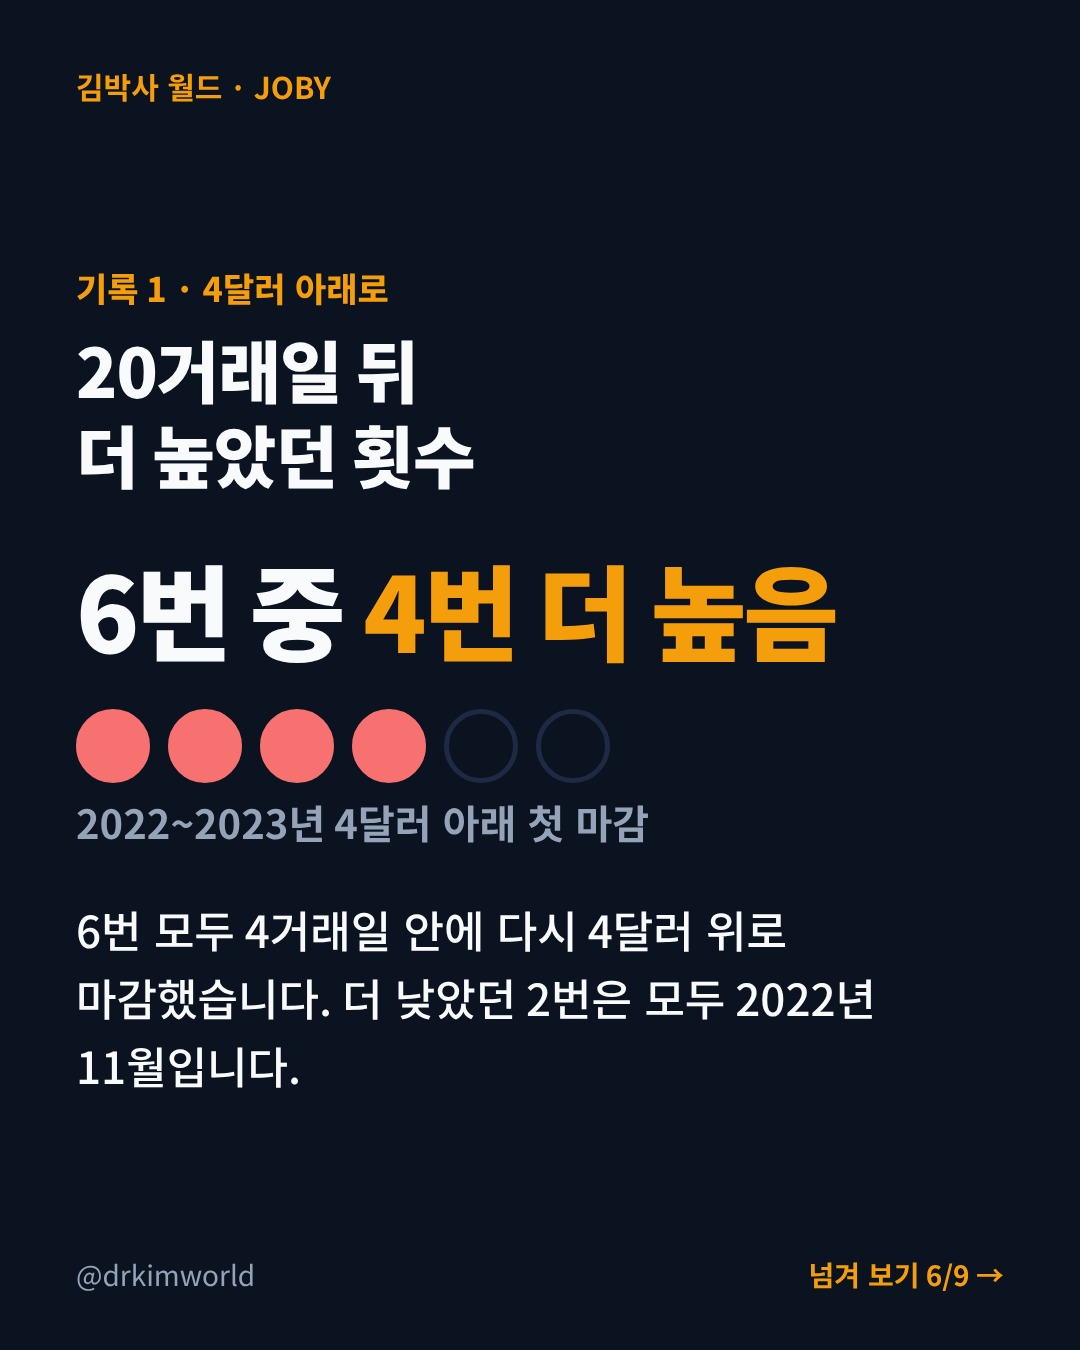 김박사 월드 · JOBY
기록 1 · 4달러 아래로
20거래일 뒤
더 높았던 횟수
6번 중 4번 더 높음
2022~2023년 4달러 아래 첫 마감
6번 모두 4거래일 안에 다시 4달러 위로
마감했습니다. 더 낮았던 2번은 모두 2022년
11월입니다.
@drkimworld
넘겨 보기 6/9 →